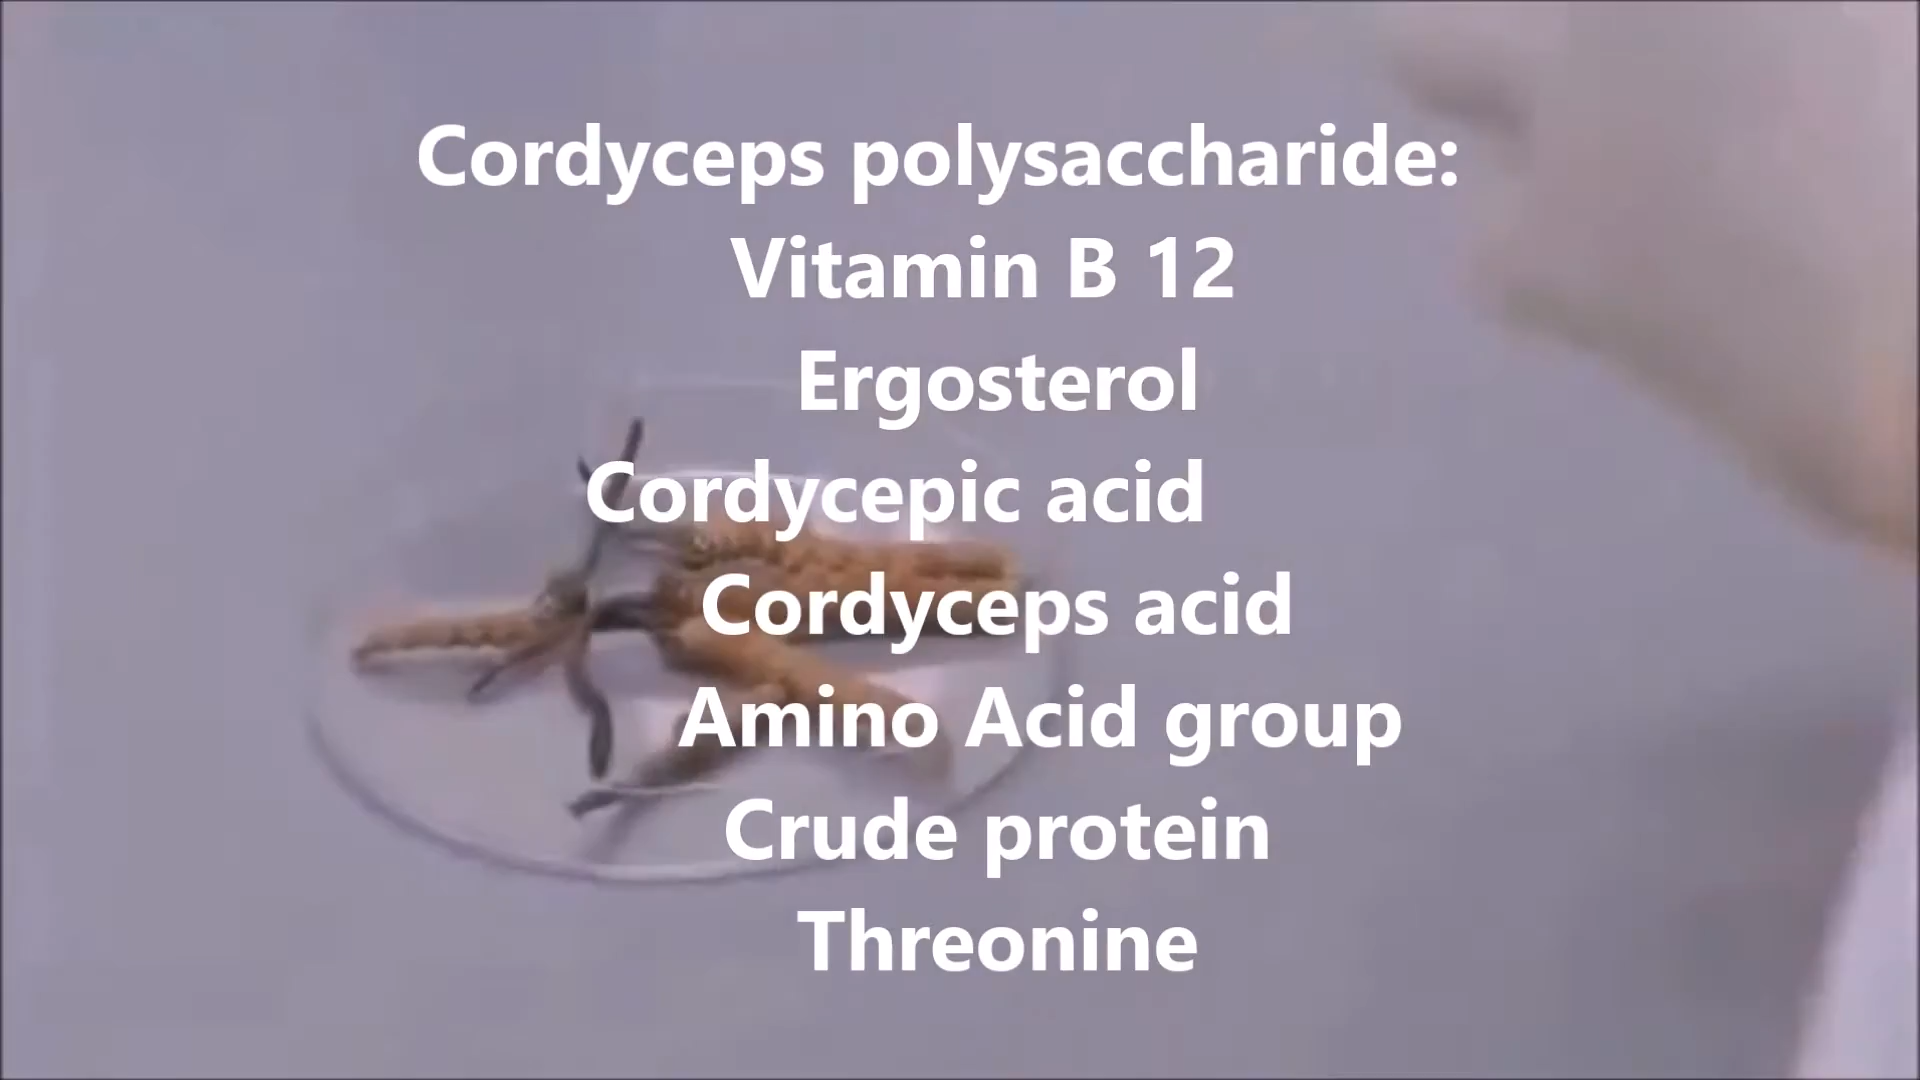 Cordyceps polysaccharide:
Vitamin B 12
Ergosterol
Cordycepic acid
Cordyceps acid
Amino Acid group
Crude protein
Threonine